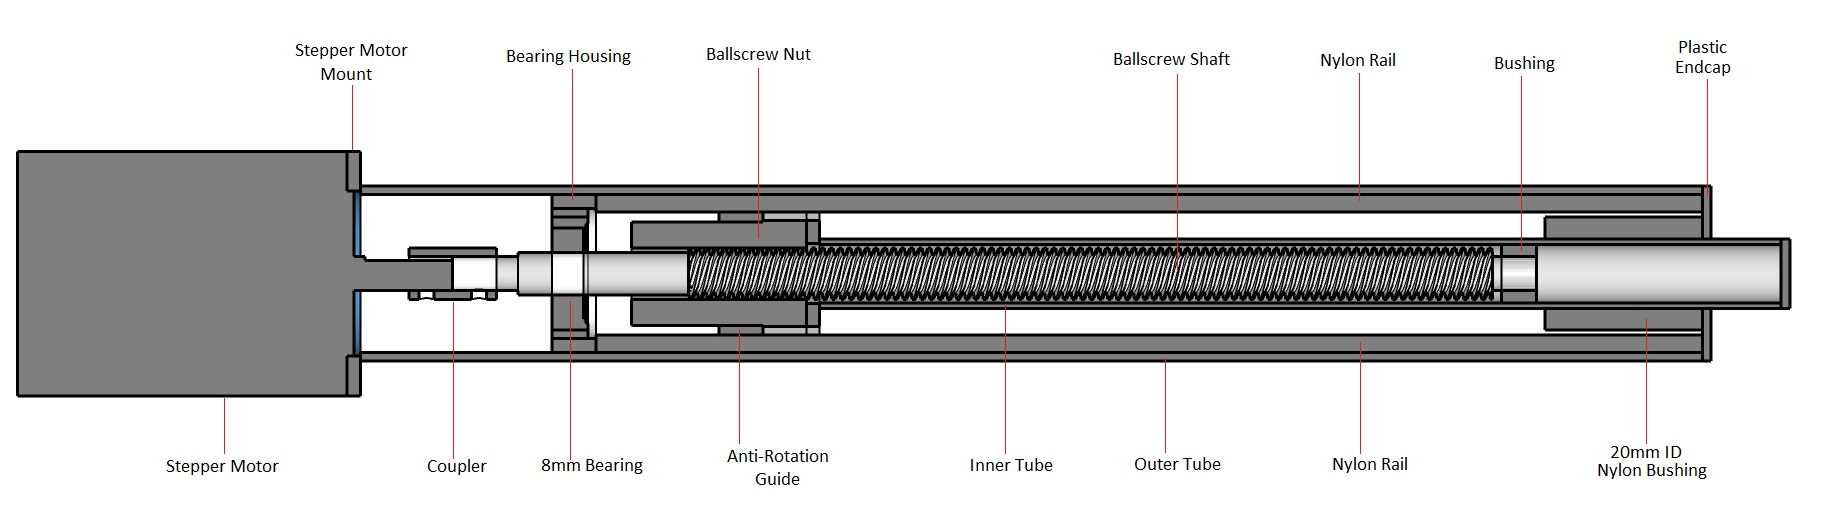 Stepper Motor
Mount
Bearing Housing
Ballscrew Nut
Ballscrew Shaft
Nylon Rail
Bushing
Plastic
Endcap
Stepper Motor
Coupler
8mm Bearing
Anti-Rotation
Guide
Inner Tube
Outer Tube
Nylon Rail
20mm ID
Nylon Bushing